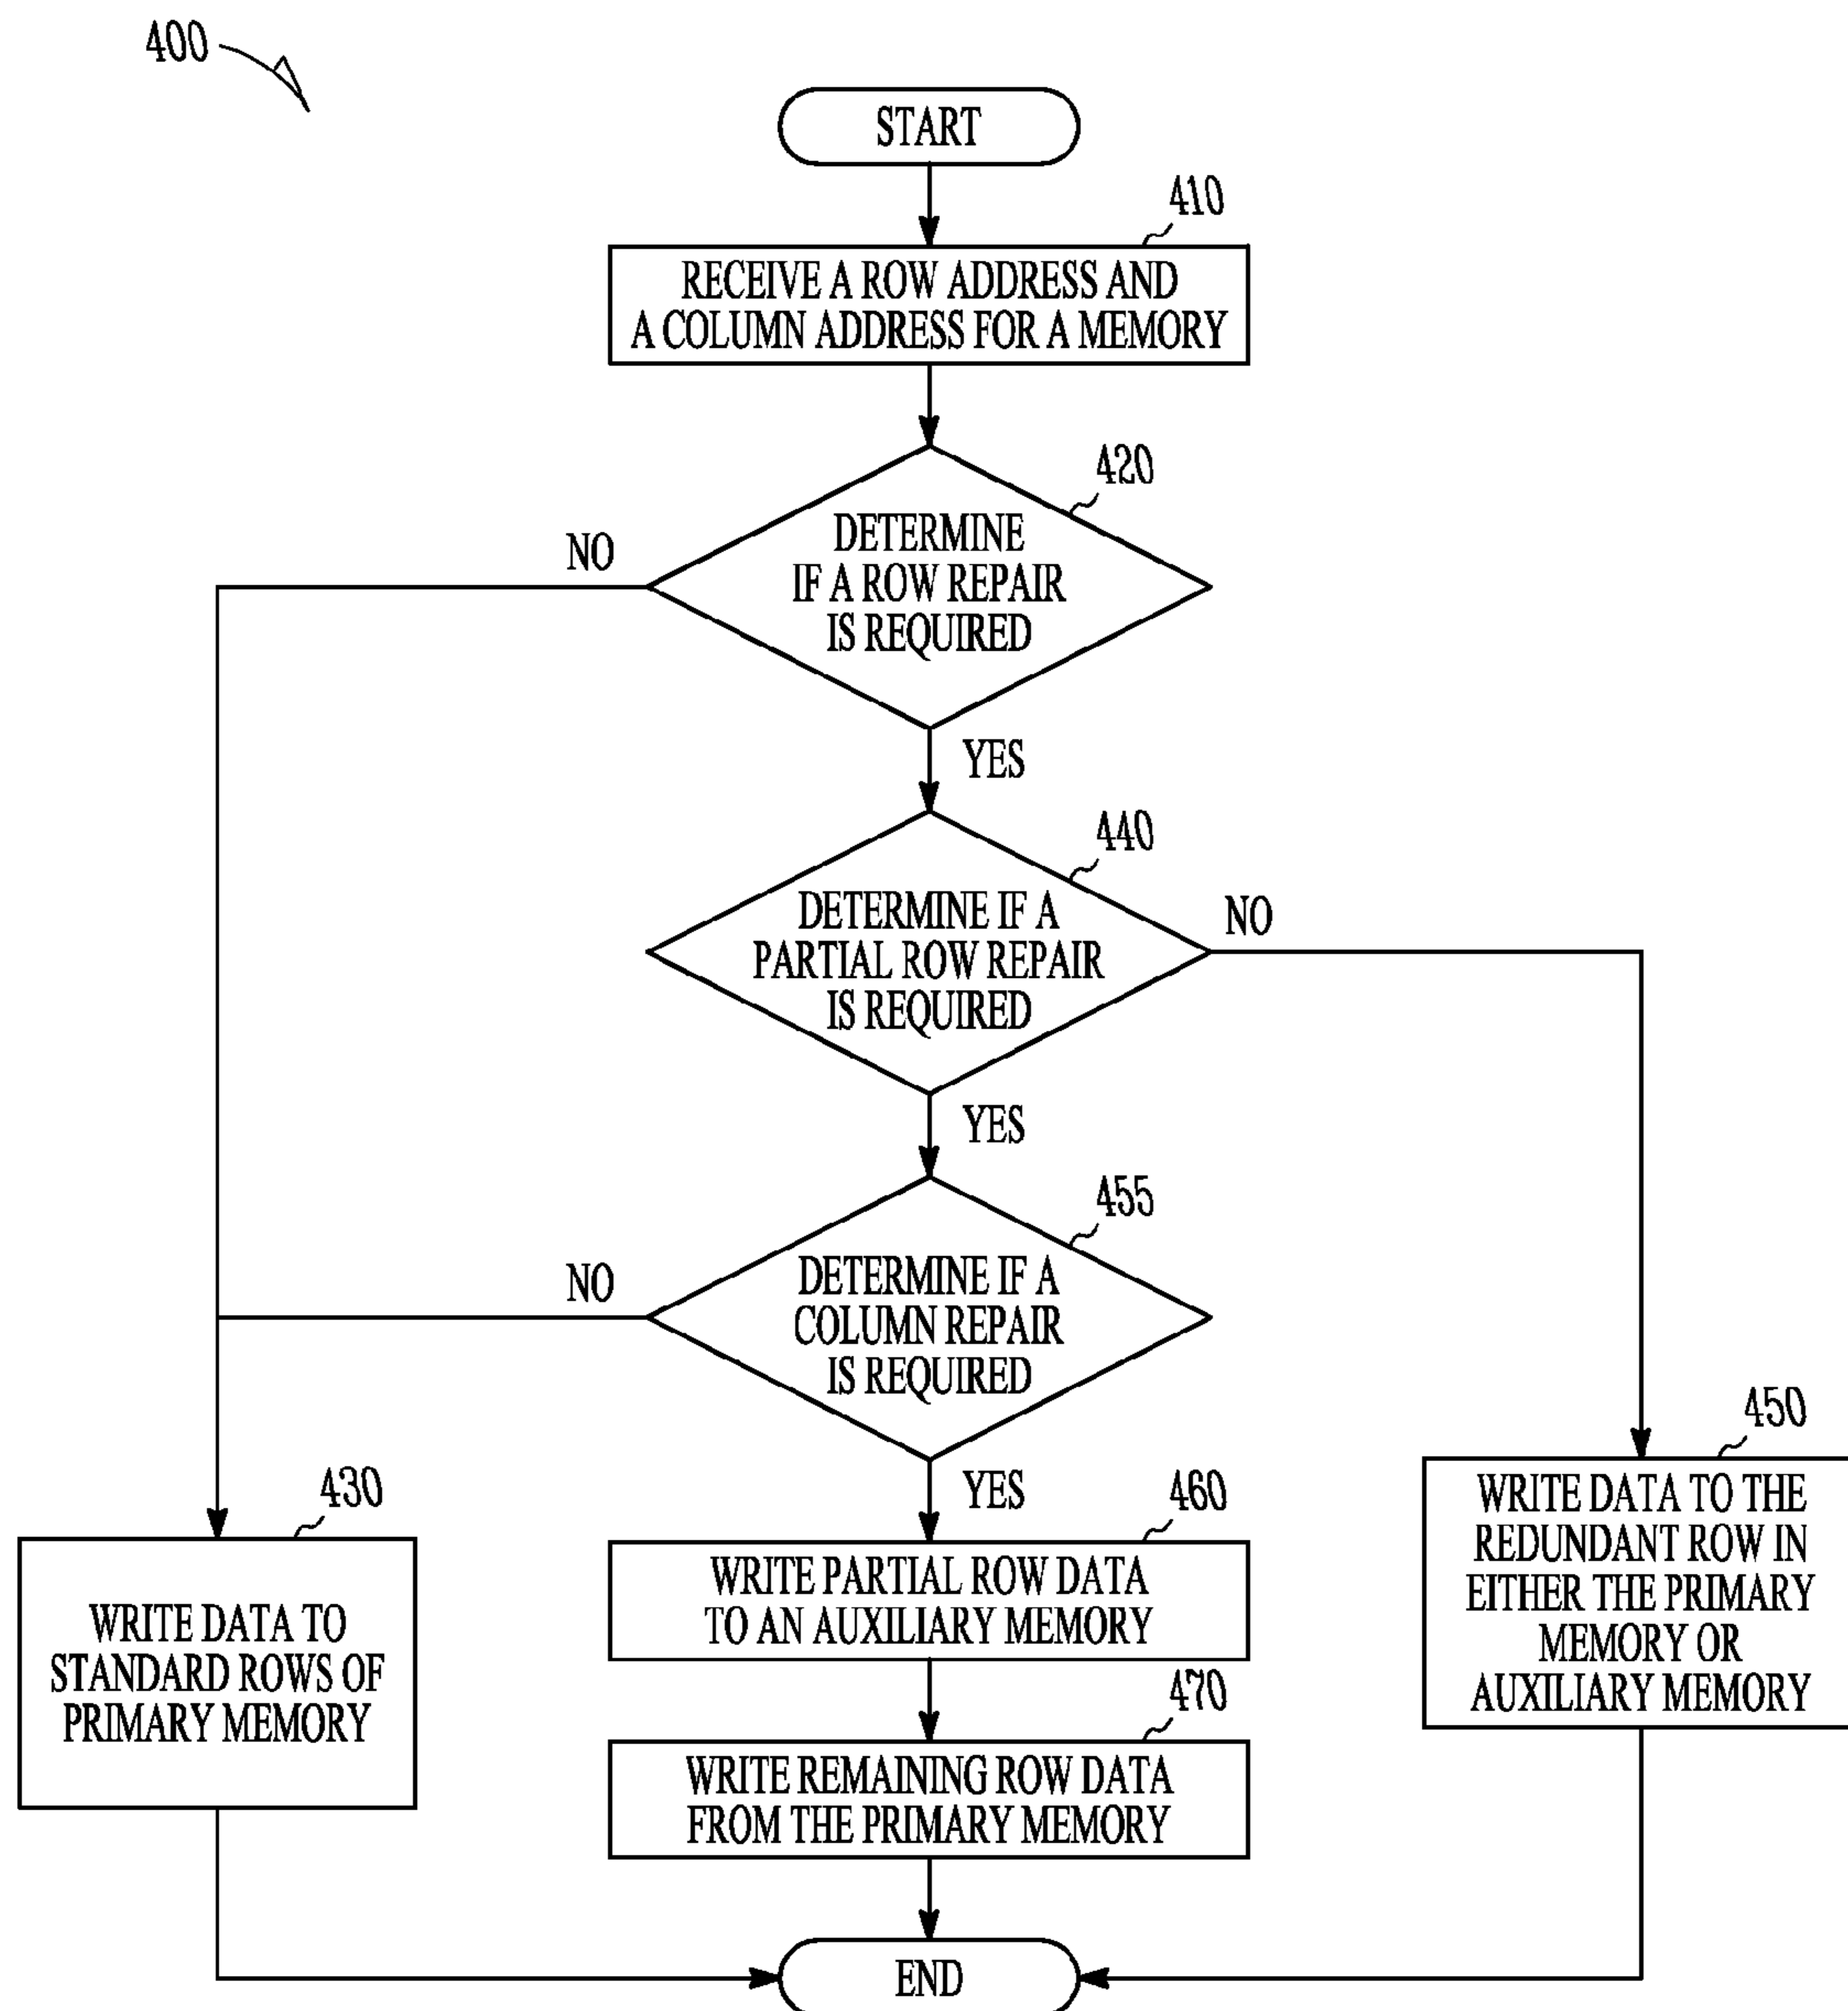 400
START
410
RECEIVE A ROW ADDRESS AND
A COLUMN ADDRESS FOR A MEMORY
420
DETERMINE
IF A ROW REPAIR
IS REQUIRED
NO
YES
440
DETERMINE IF A
PARTIAL ROW REPAIR
IS REQUIRED
NO
YES
455
DETERMINE IF A
COLUMN REPAIR
IS REQUIRED
NO
YES
430
WRITE DATA TO
STANDARD ROWS OF
PRIMARY MEMORY
460
WRITE PARTIAL ROW DATA
TO AN AUXILIARY MEMORY
470
WRITE REMAINING ROW DATA
FROM THE PRIMARY MEMORY
450
WRITE DATA TO THE
REDUNDANT ROW IN
EITHER THE PRIMARY
MEMORY OR
AUXILIARY MEMORY
END